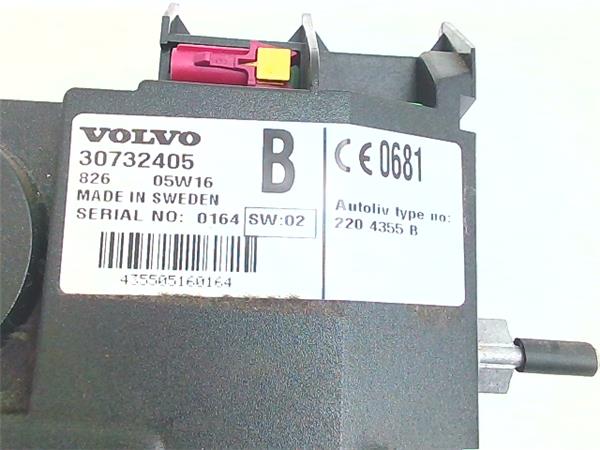 VOLVO
30732405
826 05W16
MADE IN SWEDEN
SERIAL NO: 0164 SW:02
435505160164
B
CE 0681
Autoliv type no:
220 4355 B